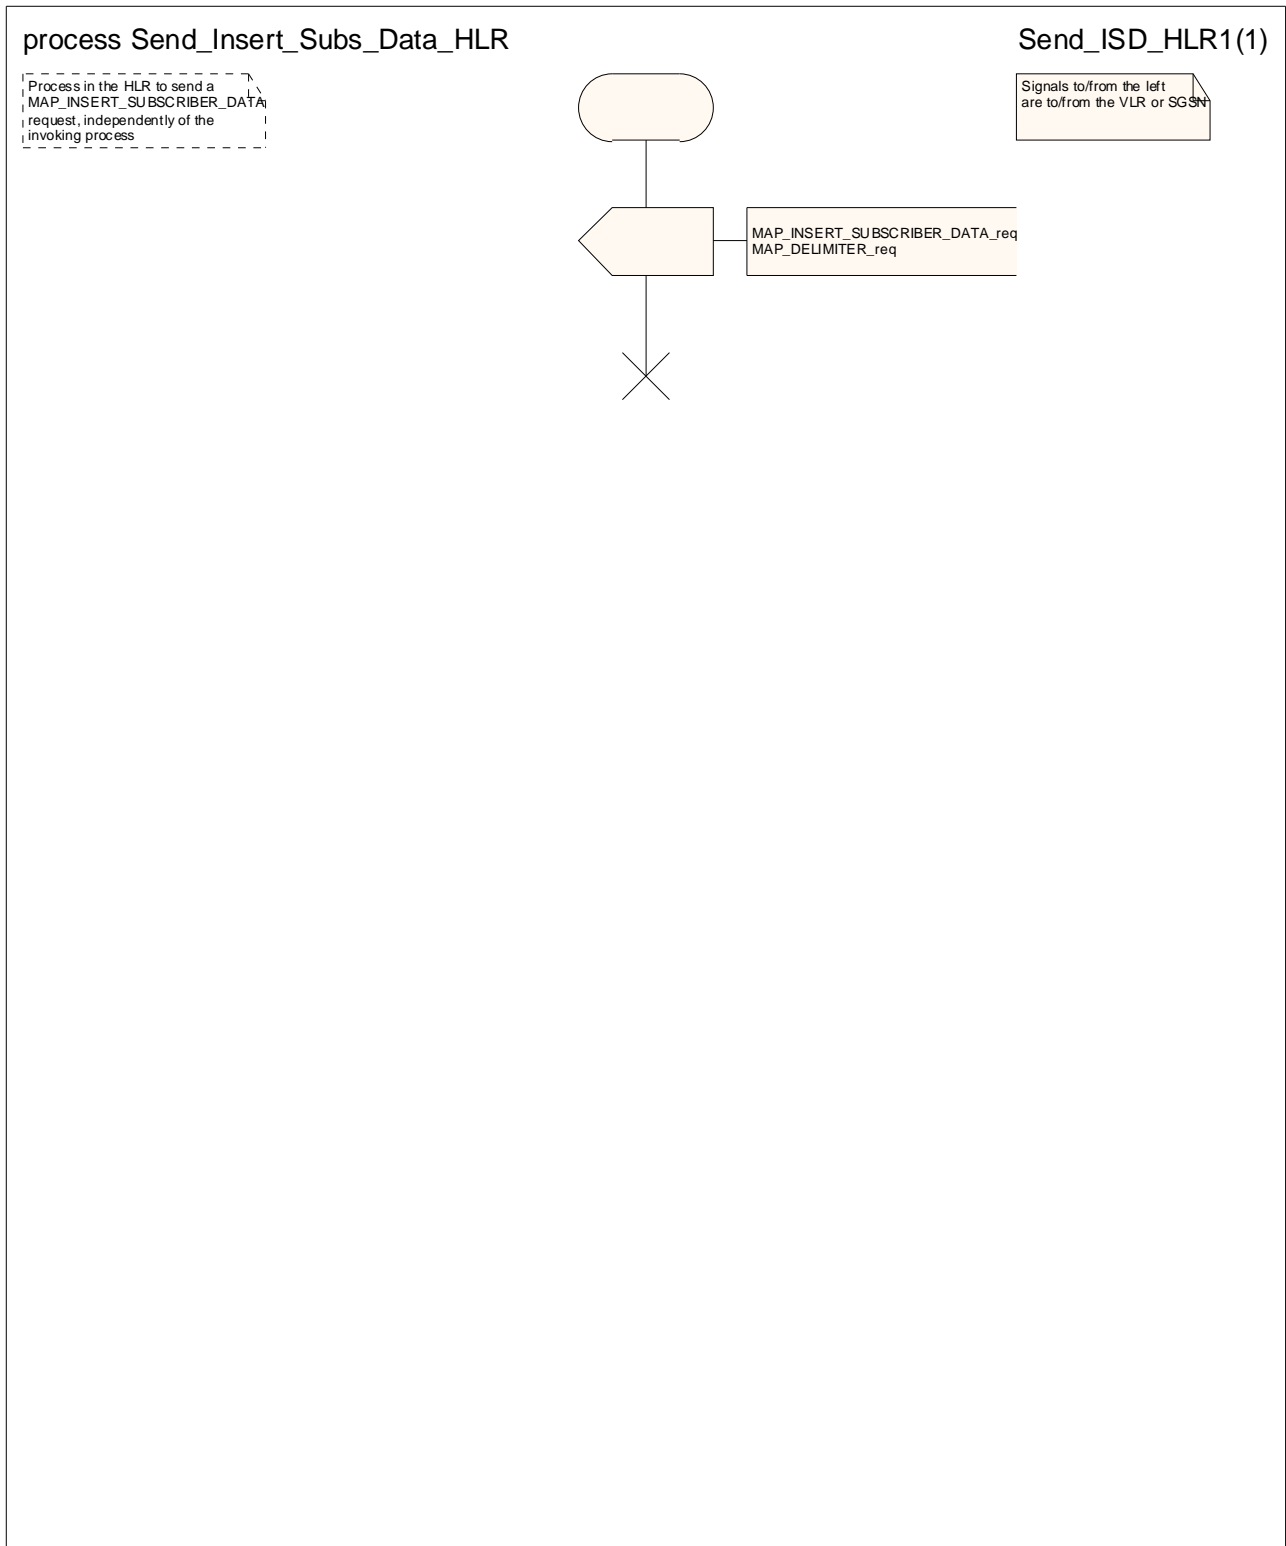 process Send_Insert_Subs_Data_HLR
Send_ISD_HLR1(1)
Process in the HLR to send a
MAP_INSERT_SUBSCRIBER_DATA
request, independently of the
invoking process
Signals to/from the left
are to/from the VLR or SGSN
MAP_INSERT_SUBSCRIBER_DATA_req
MAP_DELIMITER_req